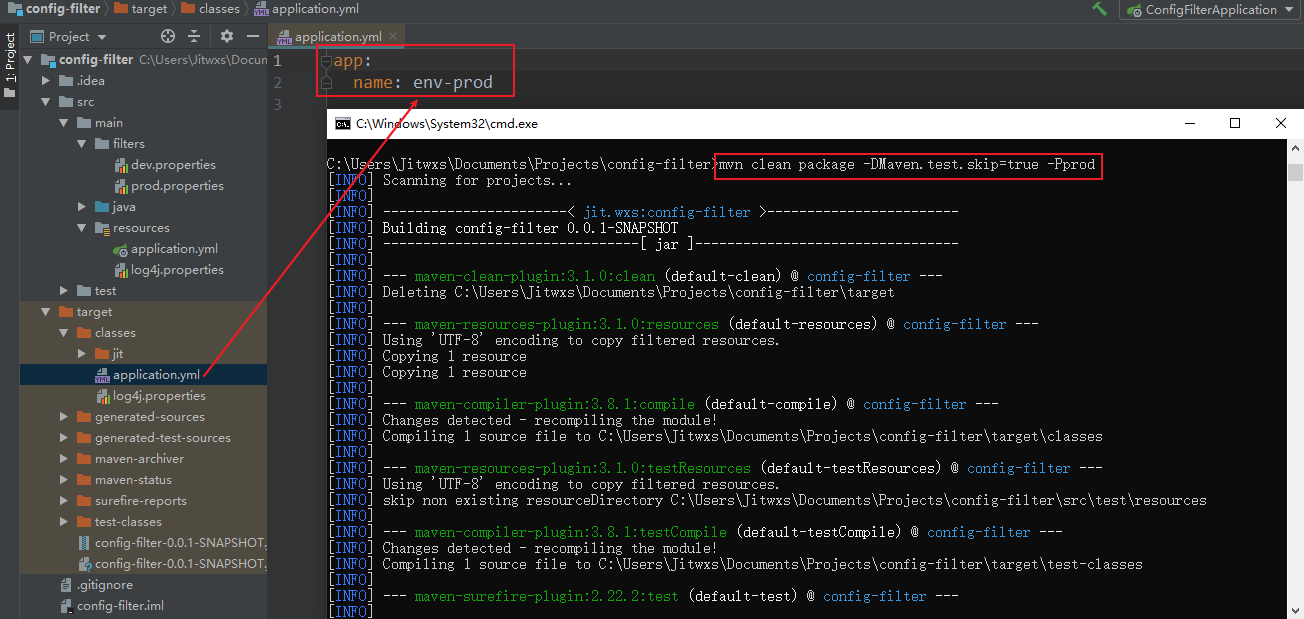 config-filter target classes application.yml
ConfigFilterApplication
1: Project
Project
application.yml
config-filter C:\Users\Jitwxs\Docun
.idea
src
main
filters
dev.properties
prod.properties
java
resources
application.yml
log4j.properties
test
target
classes
jit
application.yml
log4j.properties
generated-sources
generated-test-sources
maven-archiver
maven-status
surefire-reports
test-classes
config-filter-0.0.1-SNAPSHOT.
config-filter-0.0.1-SNAPSHOT.
.gitignore
config-filter.iml
1 app:
2 name: env-prod
3
C:\Windows\System32\cmd.exe
C:\Users\Jitwxs\Documents\Projects\config-filter>mvn clean package -DMaven.test.skip=true -Pprod
[INFO] Scanning for projects...
[INFO]
[INFO] -----------------------< jit.wxs:config-filter >------------------------
[INFO] Building config-filter 0.0.1-SNAPSHOT
[INFO] --------------------------------[ jar ]---------------------------------
[INFO]
[INFO] --- maven-clean-plugin:3.1.0:clean (default-clean) @ config-filter ---
[INFO] Deleting C:\Users\Jitwxs\Documents\Projects\config-filter\target
[INFO]
[INFO] --- maven-resources-plugin:3.1.0:resources (default-resources) @ config-filter ---
[INFO] Using 'UTF-8' encoding to copy filtered resources.
[INFO] Copying 1 resource
[INFO] Copying 1 resource
[INFO]
[INFO] --- maven-compiler-plugin:3.8.1:compile (default-compile) @ config-filter ---
[INFO] Changes detected - recompiling the module!
[INFO] Compiling 1 source file to C:\Users\Jitwxs\Documents\Projects\config-filter\target\classes
[INFO]
[INFO] --- maven-resources-plugin:3.1.0:testResources (default-testResources) @ config-filter ---
[INFO] Using 'UTF-8' encoding to copy filtered resources.
[INFO] skip non existing resourceDirectory C:\Users\Jitwxs\Documents\Projects\config-filter\src\test\resources
[INFO]
[INFO] --- maven-compiler-plugin:3.8.1:testCompile (default-testCompile) @ config-filter ---
[INFO] Changes detected - recompiling the module!
[INFO] Compiling 1 source file to C:\Users\Jitwxs\Documents\Projects\config-filter\target\test-classes
[INFO]
[INFO] --- maven-surefire-plugin:2.22.2:test (default-test) @ config-filter ---
[INFO]